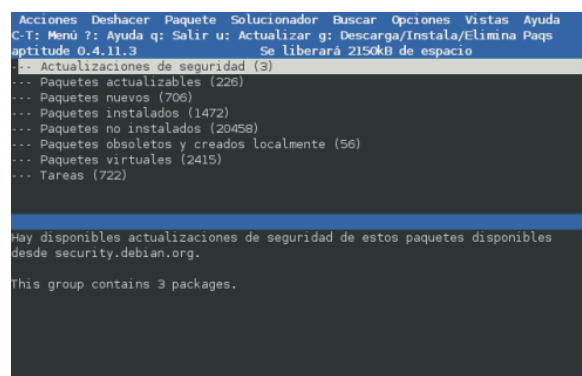 Acciones Deshacer Paquete Solucionador Buscar Opciones Vistas Ayuda
C-T: Menú ?: Ayuda q: Salir u: Actualizar g: Descarga/Instala/Elimina Paqs
aptitude 0.4.11.3 Se liberará 2150kB de espacio
--- Actualizaciones de seguridad (3)
--- Paquetes actualizables (226)
--- Paquetes nuevos (706)
--- Paquetes instalados (1472)
--- Paquetes no instalados (20458)
--- Paquetes obsoletos y creados localmente (56)
--- Paquetes virtuales (2415)
--- Tareas (722)
Hay disponibles actualizaciones de seguridad de estos paquetes disponibles
desde security.debian.org.
This group contains 3 packages.